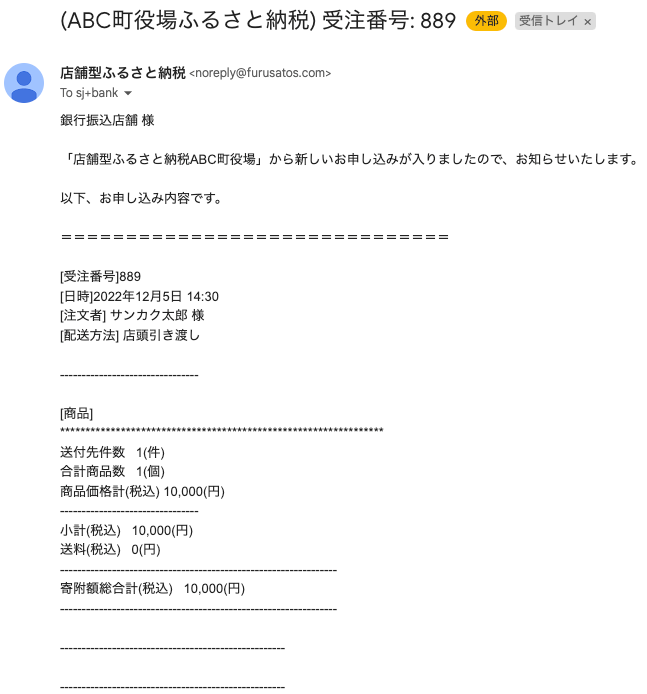 (ABC町役場ふるさと納税) 受注番号: 889 外部 受信トレイ ×
店舗型ふるさと納税 <noreply@furusatos.com>
To sj+bank
銀行振込店舗 様
「店舗型ふるさと納税ABC町役場」から新しいお申し込みが入りましたので、お知らせいたします。
以下、お申し込み内容です。
＝＝＝＝＝＝＝＝＝＝＝＝＝＝＝＝＝＝＝＝＝＝＝＝＝＝＝＝＝＝
[受注番号]889
[日時]2022年12月5日 14:30
[注文者] サンカク太郎 様
[配送方法] 店頭引き渡し
--------------------------------
[商品]
*****************************************************************
送付先件数 1(件)
合計商品数 1(個)
商品価格計(税込) 10,000(円)
--------------------------------
小計(税込) 10,000(円)
送料(税込) 0(円)
----------------------------------------------------------------
寄附額総合計(税込) 10,000(円)
----------------------------------------------------------------
----------------------------------------------------
----------------------------------------------------